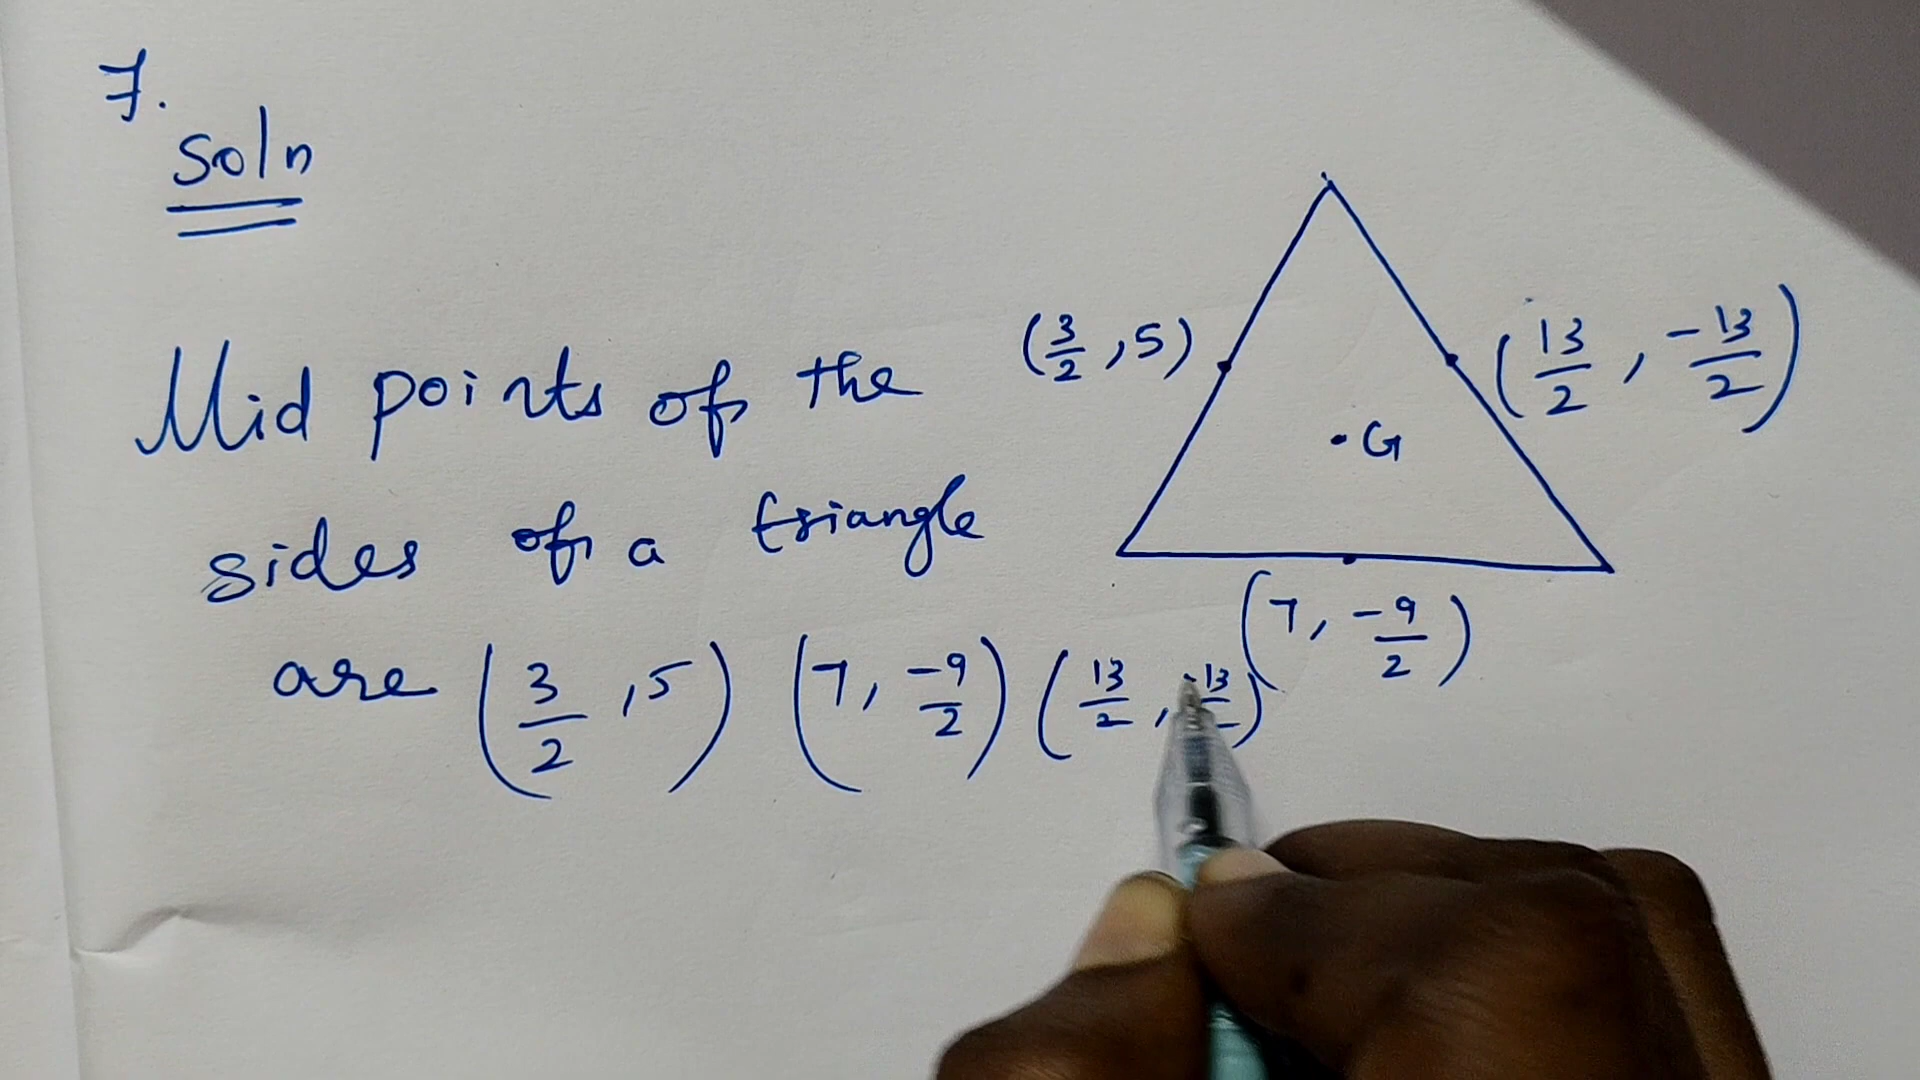 7.
Soln
Mid points of the
sides of a triangle
are (3/2, 5) (7, -9/2) (13/2, -13/2)
(3/2, 5)
(13/2, -13/2)
.G
(7, -9/2)